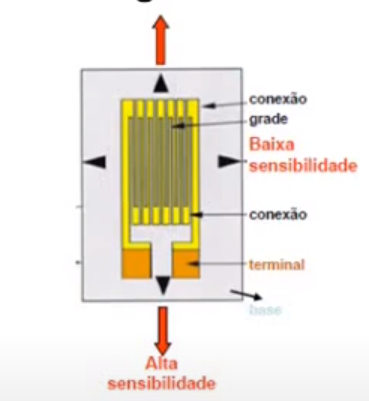 conexão
grade
Baixa
sensibilidade
conexão
terminal
base
Alta
sensibilidade